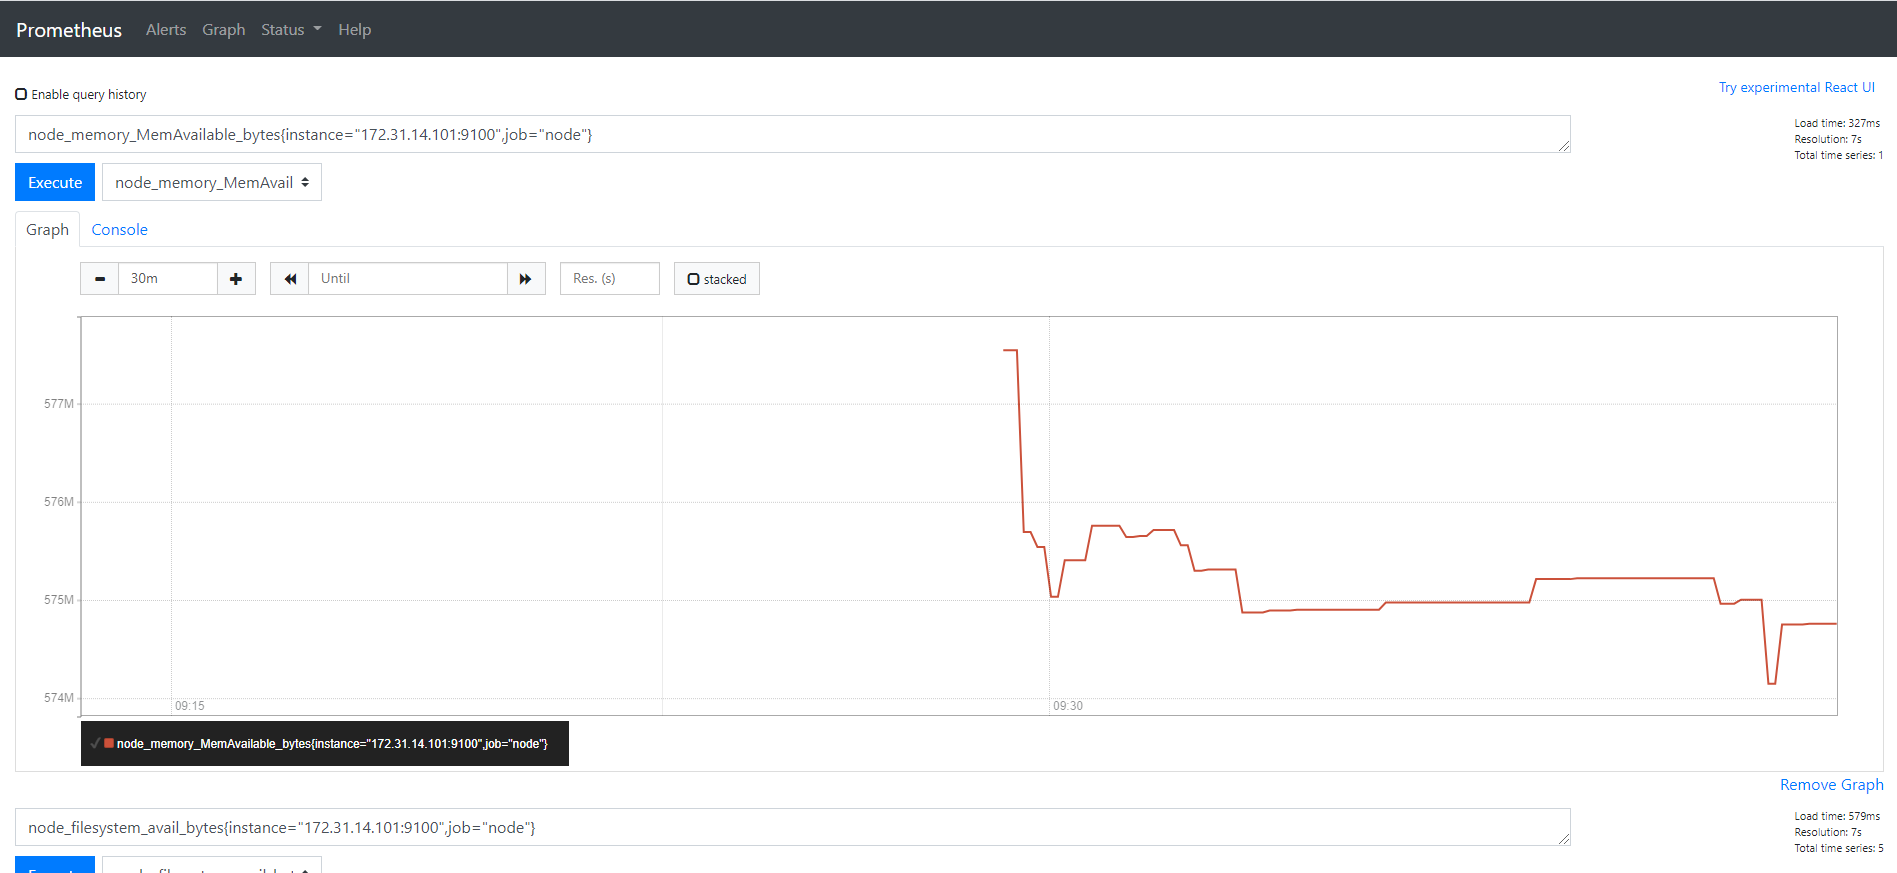 Prometheus Alerts Graph Status Help
Enable query history
Try experimental React UI
node_memory_MemAvailable_bytes{instance="172.31.14.101:9100",job="node"}
Load time: 327ms
Resolution: 7s
Total time series: 1
Execute node_memory_MemAvail
Graph Console
30m Until Res. (s) stacked
577M
576M
575M
574M
09:15 09:30
node_memory_MemAvailable_bytes{instance="172.31.14.101:9100",job="node"}
Remove Graph
node_filesystem_avail_bytes{instance="172.31.14.101:9100",job="node"}
Load time: 579ms
Resolution: 7s
Total time series: 5